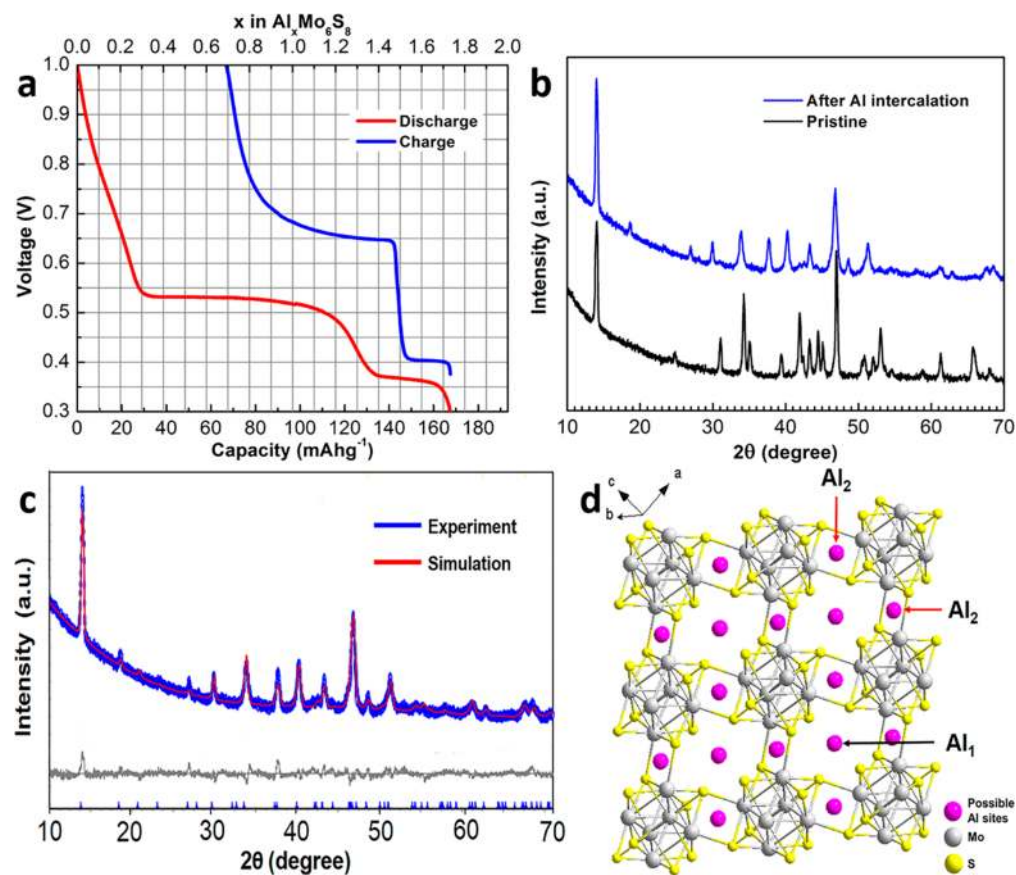 a
x in AlxMo6S8
0.0 0.2 0.4 0.6 0.8 1.0 1.2 1.4 1.6 1.8 2.0
1.0
0.9
0.8
0.7
0.6
0.5
0.4
0.3
Voltage (V)
Discharge
Charge
0 20 40 60 80 100 120 140 160 180
Capacity (mAhg⁻¹)
b
After Al intercalation
Pristine
Intensity (a.u.)
10 20 30 40 50 60 70
2θ (degree)
c
Experiment
Simulation
Intensity (a.u.)
10 20 30 40 50 60 70
2θ (degree)
d
c
a
b
Al2
Al2
Al1
Possible
Al sites
Mo
S